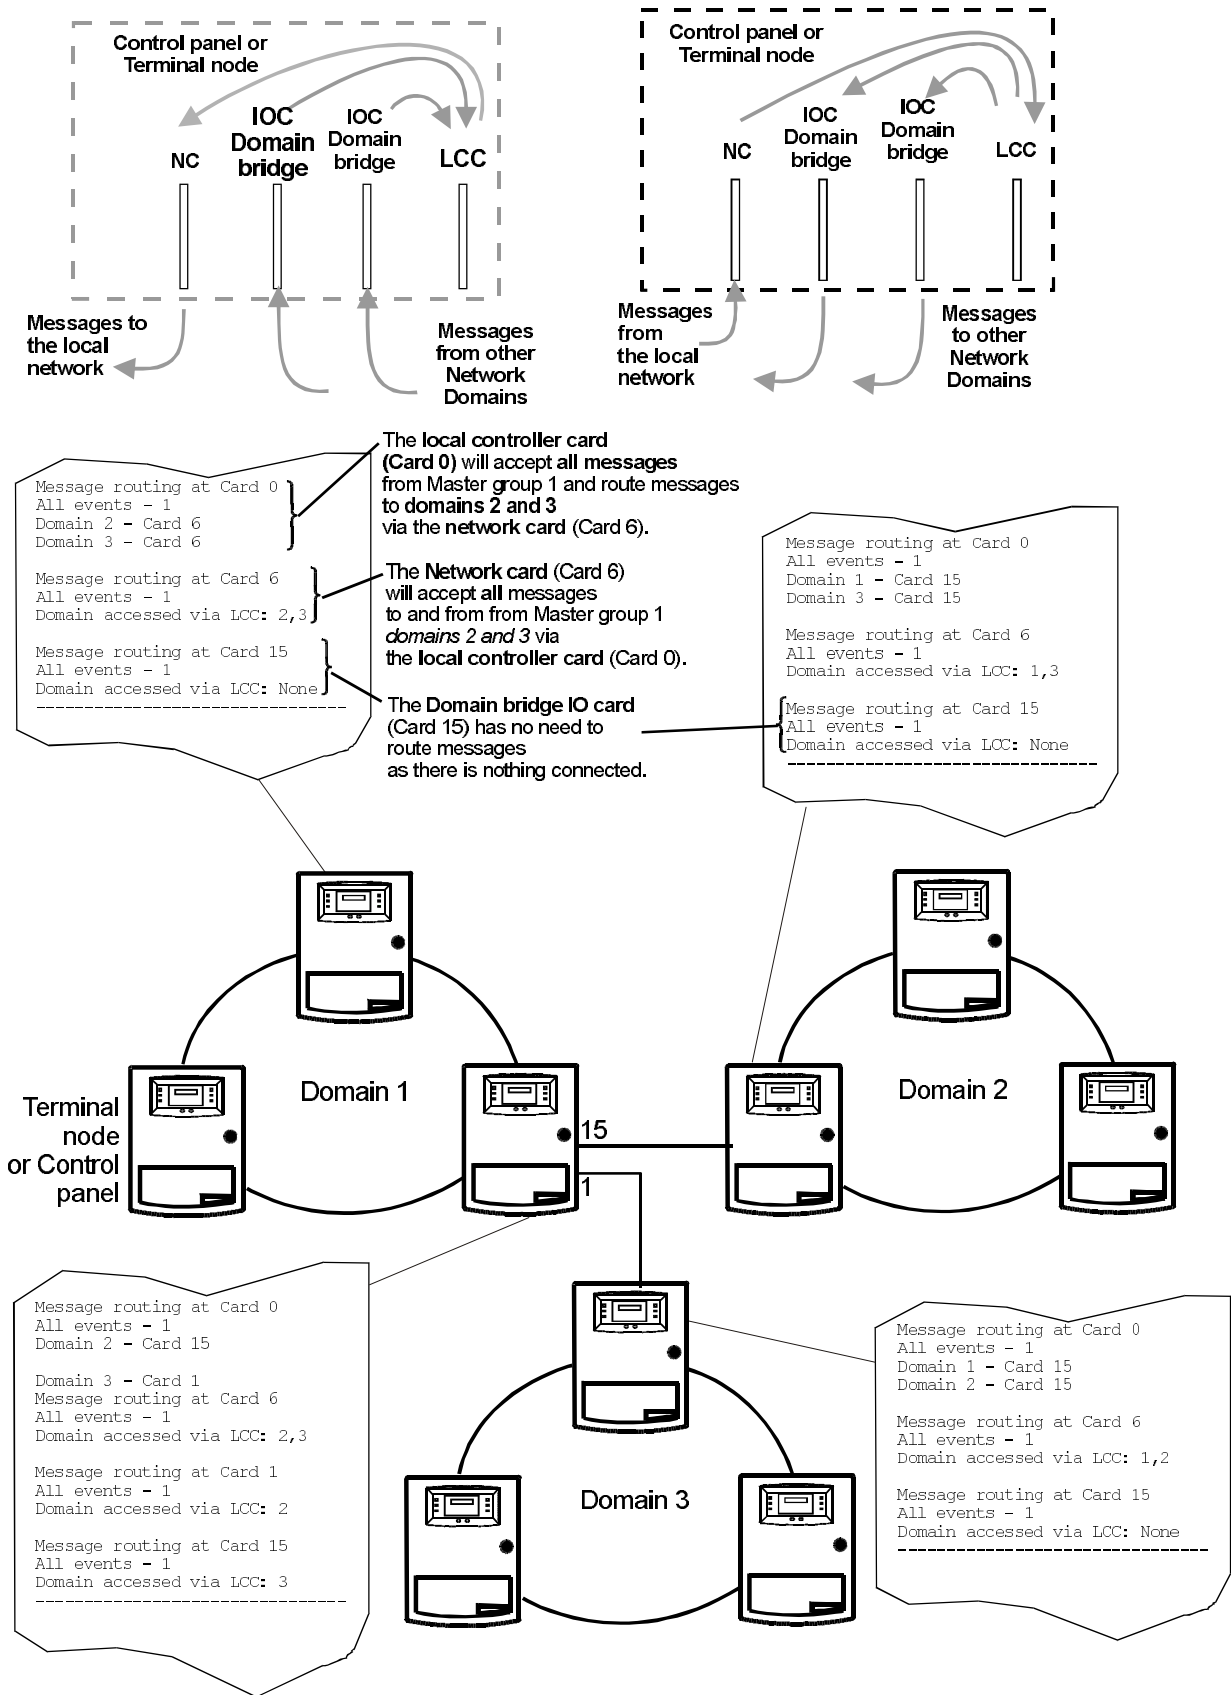 Control panel or
Terminal node
IOC
Domain
bridge
IOC
Domain
bridge
NC
LCC
Messages to
the local
network
Messages
from other
Network
Domains
Control panel or
Terminal node
IOC
Domain
bridge
IOC
Domain
bridge
NC
LCC
Messages
from
the local
network
Messages
to other
Network
Domains
The local controller card
(Card 0) will accept all messages
from Master group 1 and route messages
to domains 2 and 3
via the network card (Card 6).
The Network card (Card 6)
will accept all messages
to and from from Master group 1
domains 2 and 3 via
the local controller card (Card 0).
The Domain bridge IO card
(Card 15) has no need to
route messages
as there is nothing connected.
Message routing at Card 0
All events - 1
Domain 2 - Card 6
Domain 3 - Card 6
Message routing at Card 6
All events - 1
Domain accessed via LCC: 2,3
Message routing at Card 15
All events - 1
Domain accessed via LCC: None
--------------------------------
Message routing at Card 0
All events - 1
Domain 1 - Card 15
Domain 3 - Card 15
Message routing at Card 6
All events - 1
Domain accessed via LCC: 1,3
Message routing at Card 15
All events - 1
Domain accessed via LCC: None
--------------------------------
Domain 1
Domain 2
Terminal
node
or Control
panel
15
1
Message routing at Card 0
All events - 1
Domain 2 - Card 15
Domain 3 - Card 1
Message routing at Card 6
All events - 1
Domain accessed via LCC: 2,3
Message routing at Card 1
All events - 1
Domain accessed via LCC: 2
Message routing at Card 15
All events - 1
Domain accessed via LCC: 3
--------------------------------
Domain 3
Message routing at Card 0
All events - 1
Domain 1 - Card 15
Domain 2 - Card 15
Message routing at Card 6
All events - 1
Domain accessed via LCC: 1,2
Message routing at Card 15
All events - 1
Domain accessed via LCC: None
--------------------------------